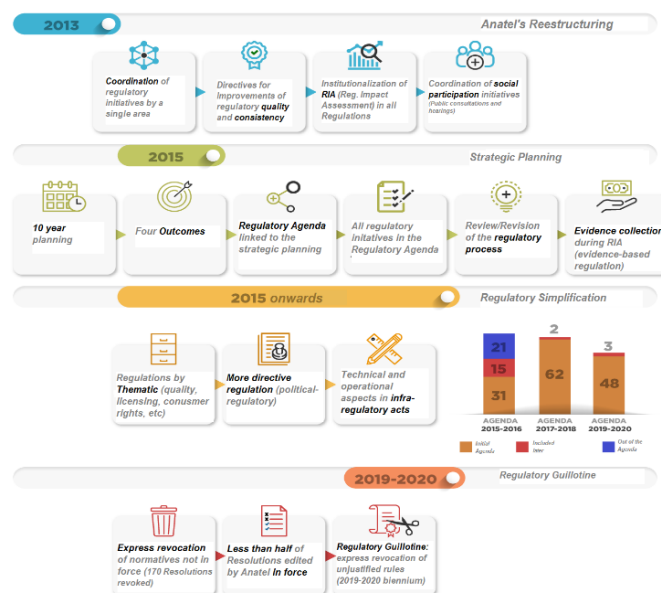 2013
Anatel's Reestructuring
Coordination of
regulatory
initiatives by a
single area
Directives for
Improvements of
regulatory quality
and consistency
Institutionalization of
RIA (Reg. Impact
Assessment) in all
Regulations
Coordination of social
participation initiatives
(Public consultations and
hearings)
2015
Strategic Planning
10 year
planning
Four Outcomes
Regulatory Agenda
linked to the
strategic planning
All regulatory
initatives in the
Regulatory Agenda
Review/Revision
of the regulatory
process
Evidence collection
during RIA
(evidence-based
regulation)
2015 onwards
Regulatory Simplification
Regulations by
Thematic (quality,
licensing, conusmer
rights, etc)
More directive
regulation (political-
regulatory)
Technical and
operational
aspects in infra-
regulatory acts
21
15
31
2
62
3
48
AGENDA
2015-2016
AGENDA
2017-2018
AGENDA
2019-2020
Initial
Agenda
Included
later
Out of the
Agenda
2019-2020
Regulatory Guillotine
Express revocation
of normatives not in
force (170 Resolutions
revoked)
Less than half of
Resolutions edited
by Anatel In force
Regulatory Guillotine:
express revocation of
unjustified rules
(2019-2020 biennium)